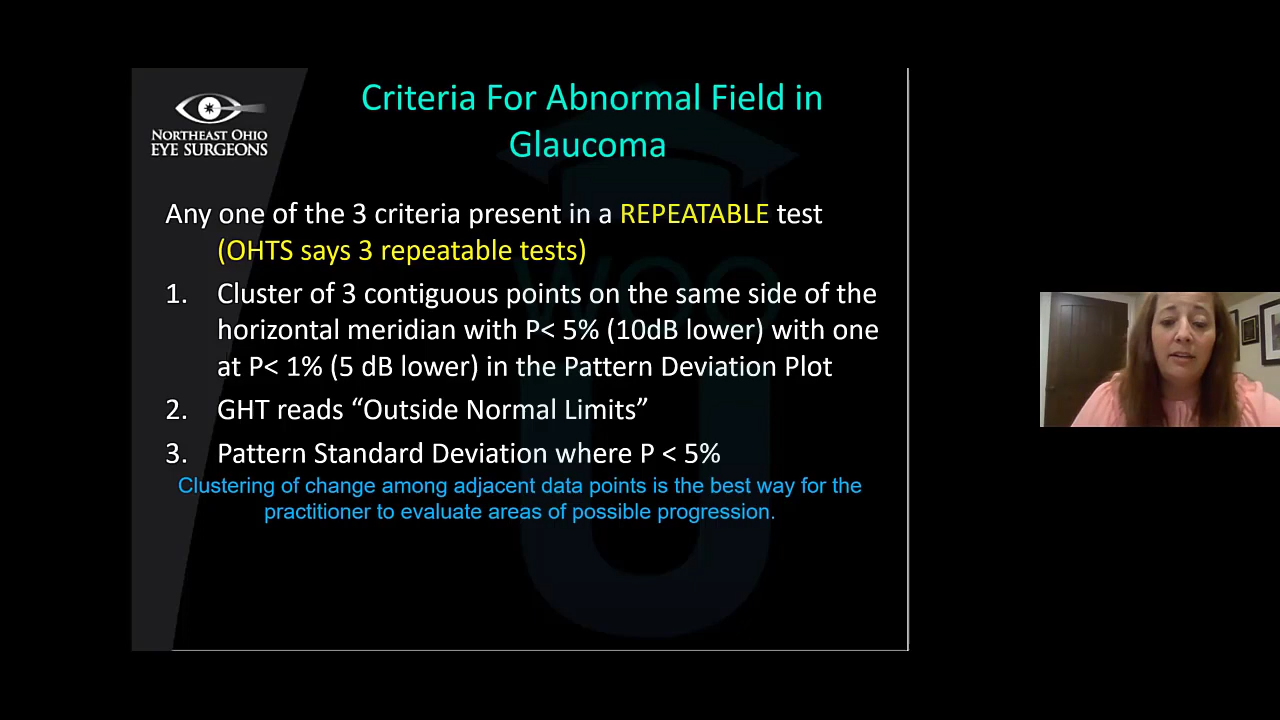 Criteria For Abnormal Field in
Glaucoma
NORTHEAST OHIO
EYE SURGEONS
Any one of the 3 criteria present in a REPEATABLE test
(OHTS says 3 repeatable tests)
1. Cluster of 3 contiguous points on the same side of the
horizontal meridian with P< 5% (10dB lower) with one
at P< 1% (5 dB lower) in the Pattern Deviation Plot
2. GHT reads “Outside Normal Limits”
3. Pattern Standard Deviation where P < 5%
Clustering of change among adjacent data points is the best way for the
practitioner to evaluate areas of possible progression.
WOO